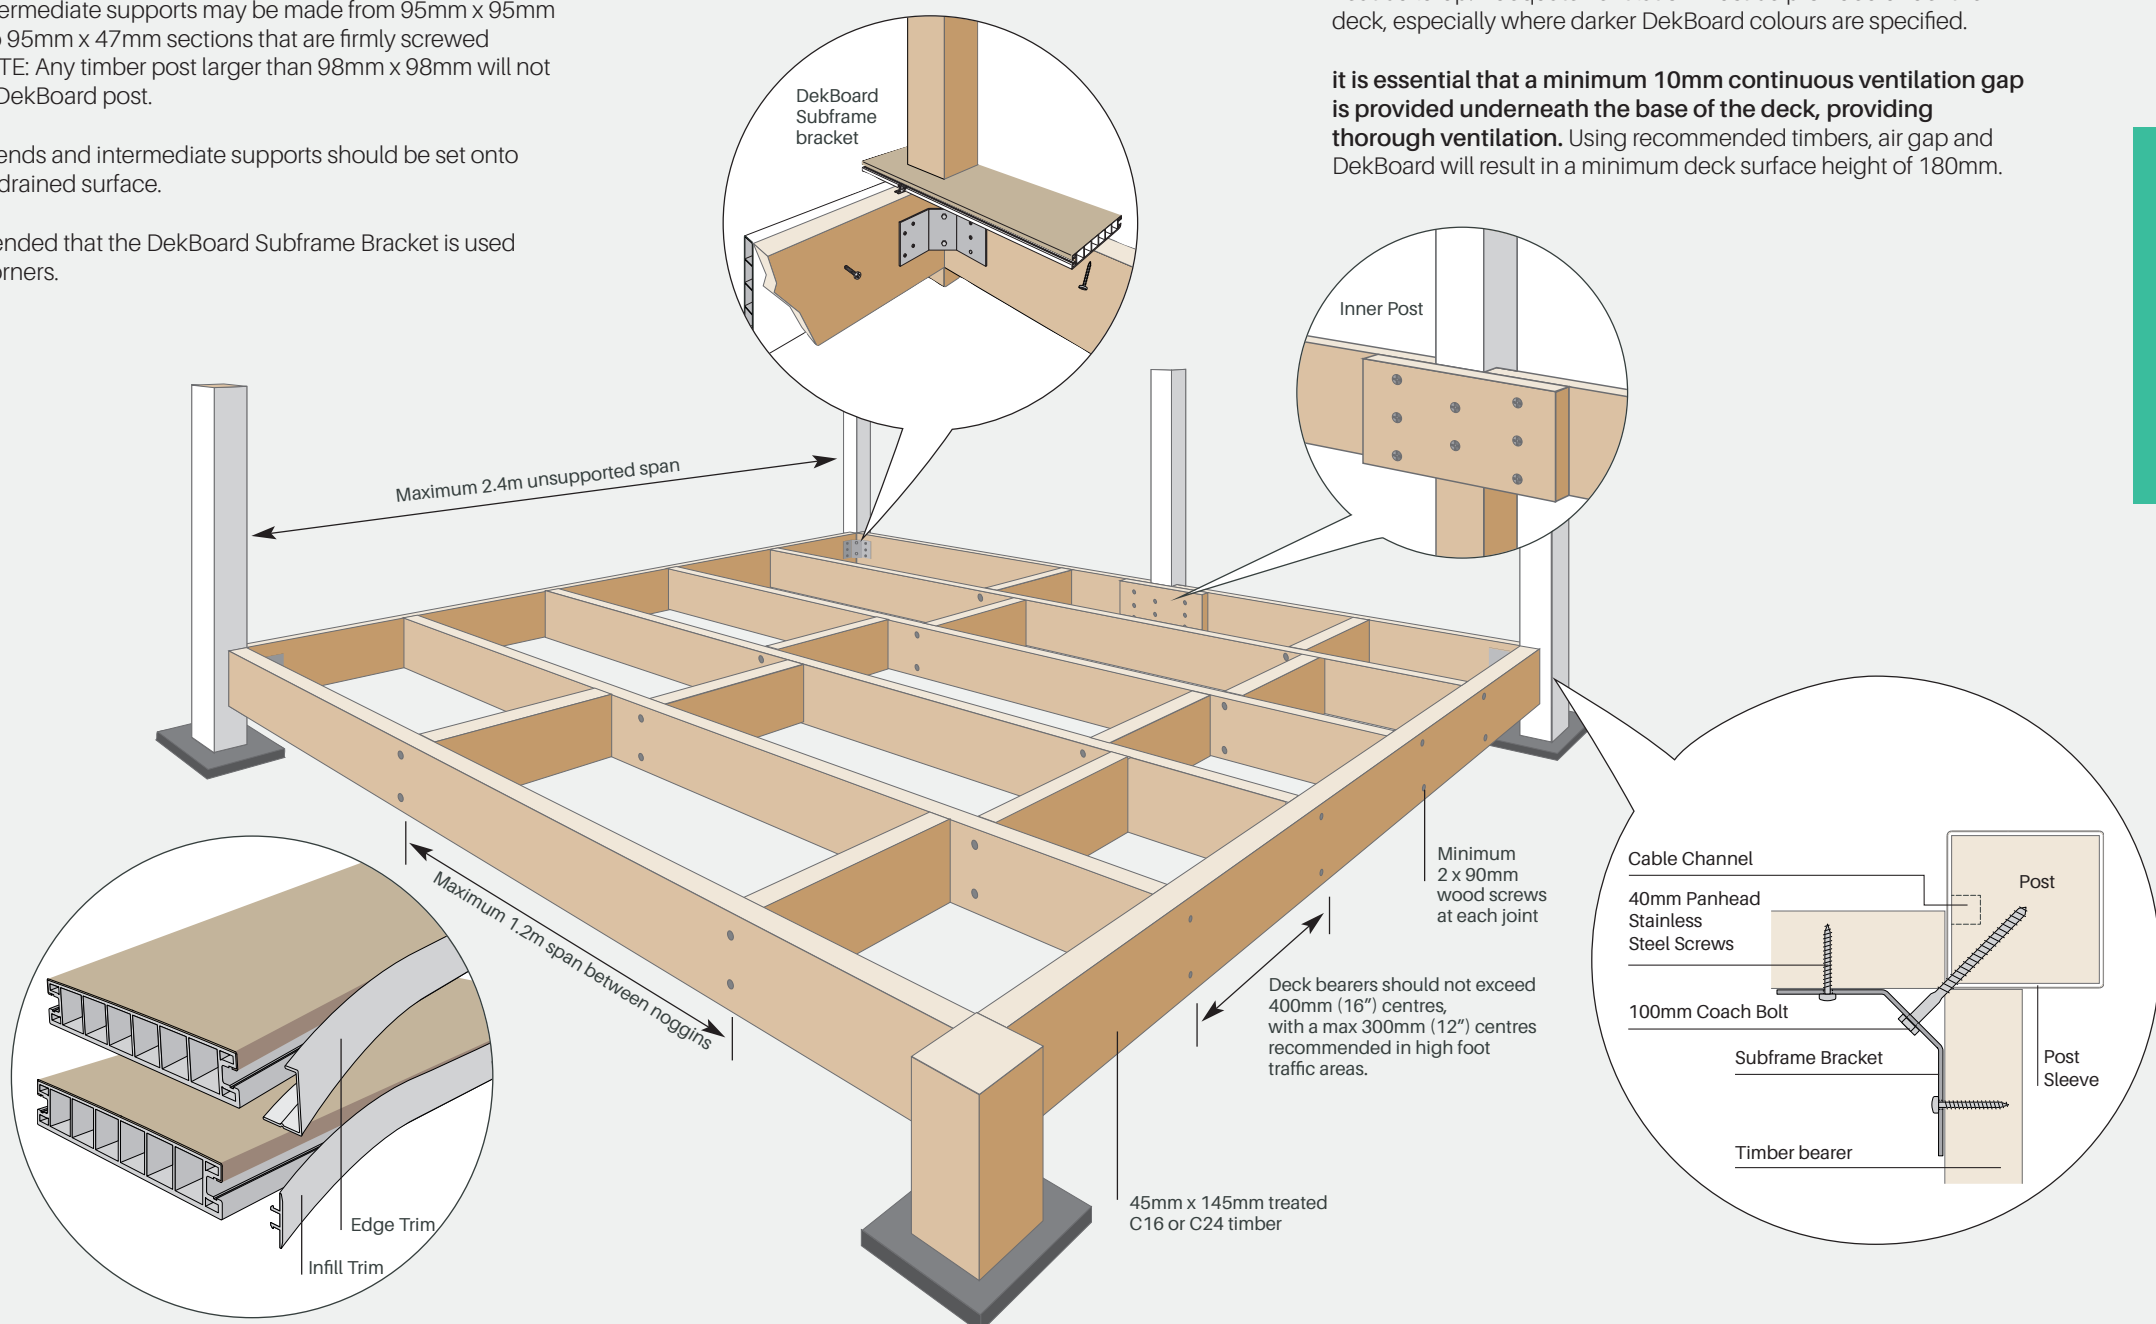 ermediate supports may be made from 95mm x 95mm
95mm x 47mm sections that are firmly screwed
TE: Any timber post larger than 98mm x 98mm will not
DekBoard post.
ends and intermediate supports should be set onto
drained surface.
ended that the DekBoard Subframe Bracket is used
orners.
deck, especially where darker DekBoard colours are specified.
it is essential that a minimum 10mm continuous ventilation gap
is provided underneath the base of the deck, providing
thorough ventilation. Using recommended timbers, air gap and
DekBoard will result in a minimum deck surface height of 180mm.
DekBoard
Subframe
bracket
Inner Post
Maximum 2.4m unsupported span
Maximum 1.2m span between noggins
Minimum
2 x 90mm
wood screws
at each joint
Deck bearers should not exceed
400mm (16”) centres,
with a max 300mm (12”) centres
recommended in high foot
traffic areas.
45mm x 145mm treated
C16 or C24 timber
Edge Trim
Infill Trim
Cable Channel
40mm Panhead
Stainless
Steel Screws
100mm Coach Bolt
Subframe Bracket
Timber bearer
Post
Post
Sleeve